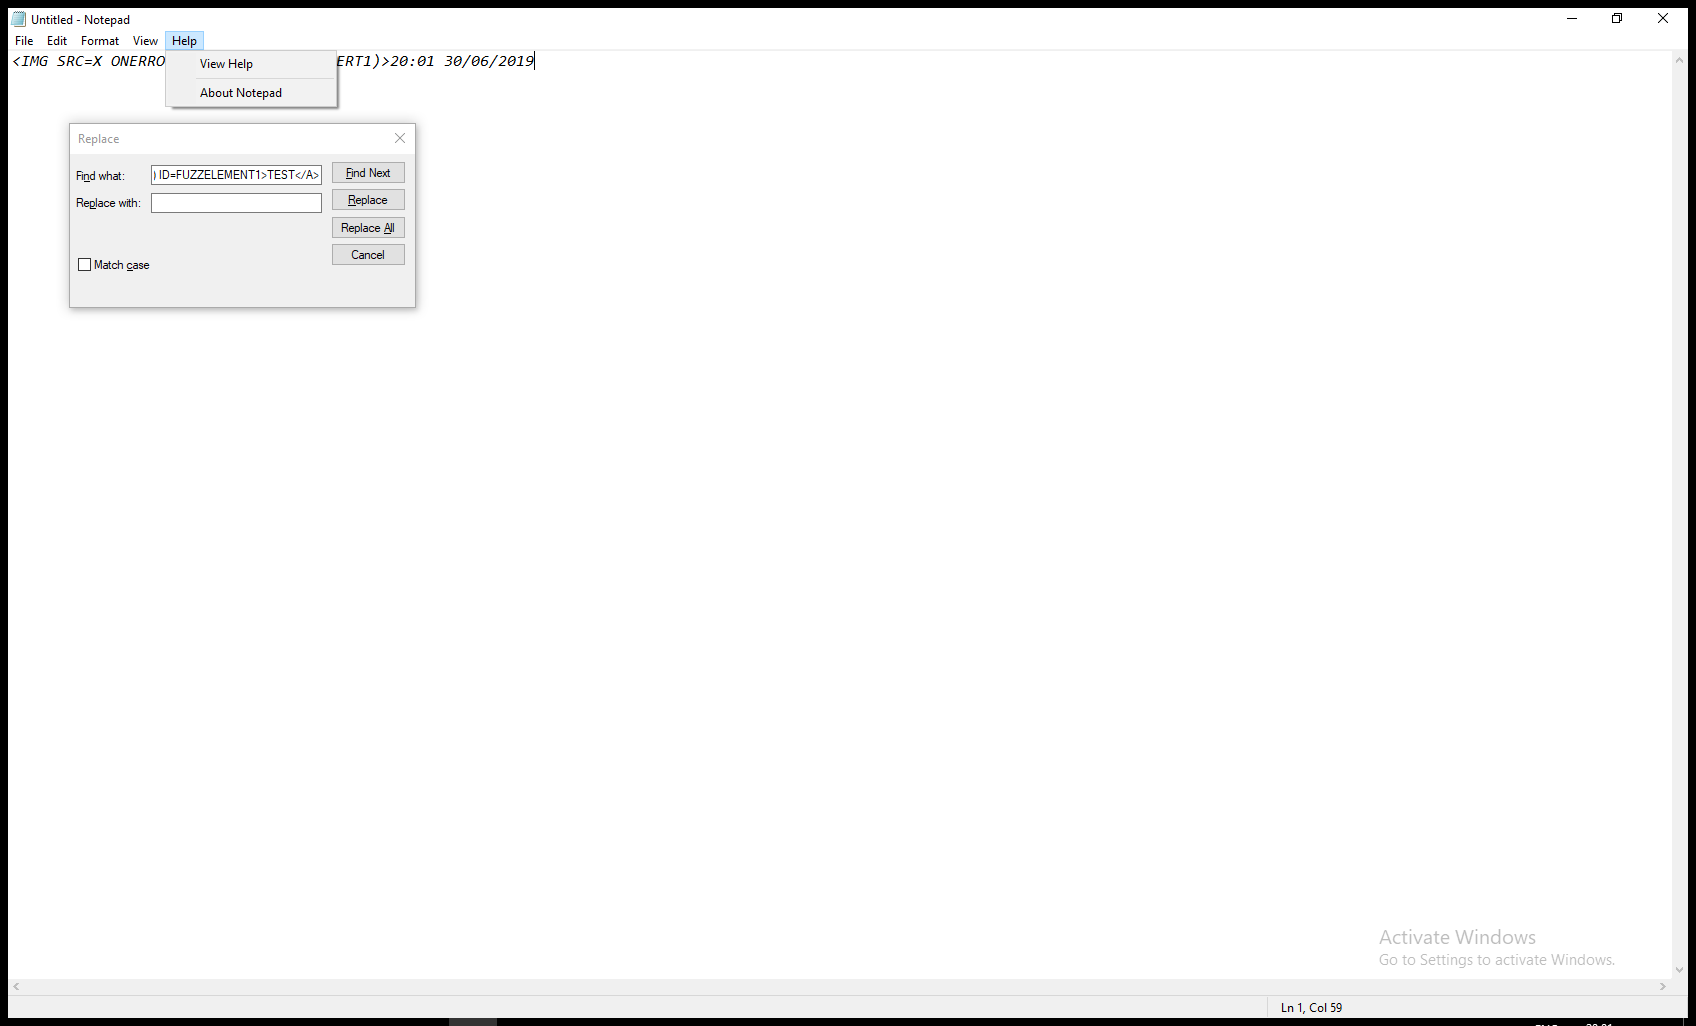 Untitled - Notepad
File Edit Format View Help
<IMG SRC=X ONERRO ERT1)>20:01 30/06/2019
View Help
About Notepad
Replace
Find what: ) ID=FUZZELEMENT1>TEST</A> Find Next
Replace with: Replace
Replace All
Cancel
Match case
Activate Windows
Go to Settings to activate Windows.
Ln 1, Col 59